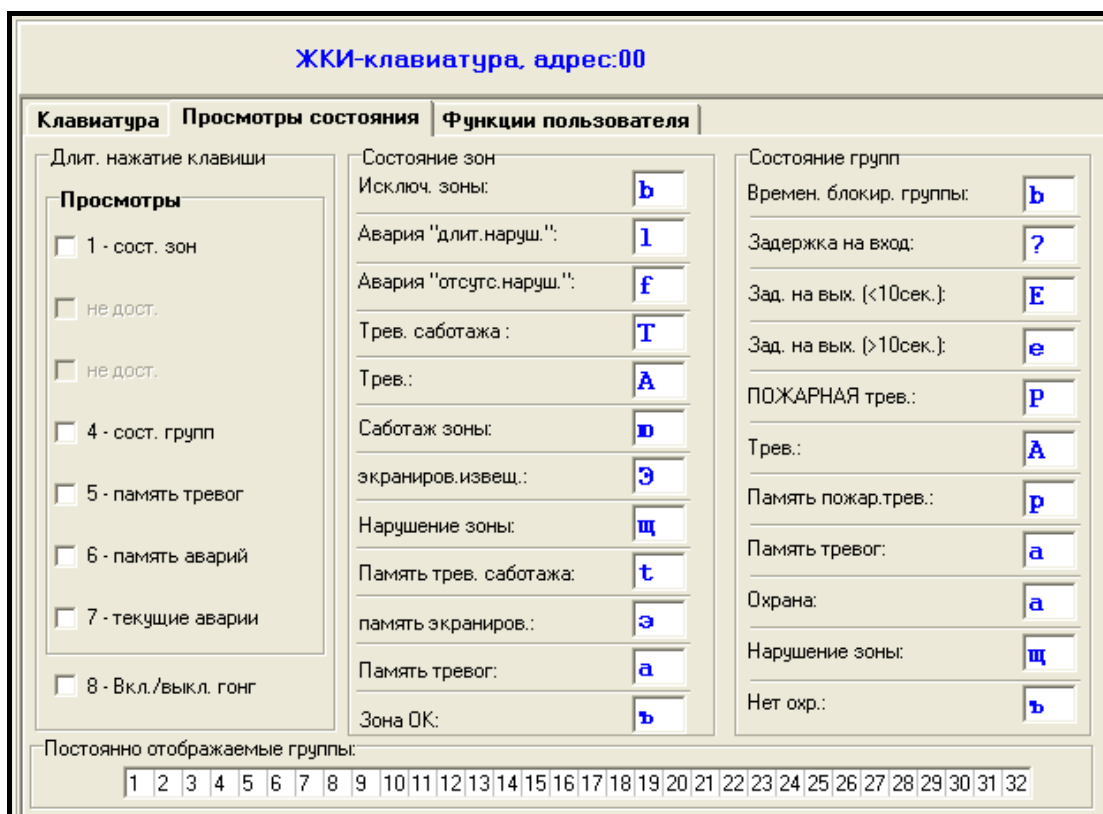 ЖКИ-клавиатура, адрес:00
Клавиатура Просмотры состояния Функции пользователя
Длит. нажатие клавиши
Просмотры
1 - сост. зон
не дост.
не дост.
4 - сост. групп
5 - память тревог
6 - память аварий
7 - текущие аварии
8 - Вкл./выкл. гонг
Состояние зон
Исключ. зоны: b
Авария "длит.наруш.": l
Авария "отсутс.наруш.": f
Трев. саботажа : T
Трев.: A
Саботаж зоны: ю
экраниров.извещ.: Э
Нарушение зоны: щ
Память трев. саботажа: t
память экраниров.: э
Память тревог: a
Зона ОК: ъ
Состояние групп
Времен. блокир. группы: b
Задержка на вход: ?
Зад. на вых. (<10сек.): E
Зад. на вых. (>10сек.): e
ПОЖАРНАЯ трев.: P
Трев.: A
Память пожар.трев.: p
Память тревог: a
Охрана: a
Нарушение зоны: щ
Нет охр.: ъ
Постоянно отображаемые группы:
1 2 3 4 5 6 7 8 9 10 11 12 13 14 15 16 17 18 19 20 21 22 23 24 25 26 27 28 29 30 31 32